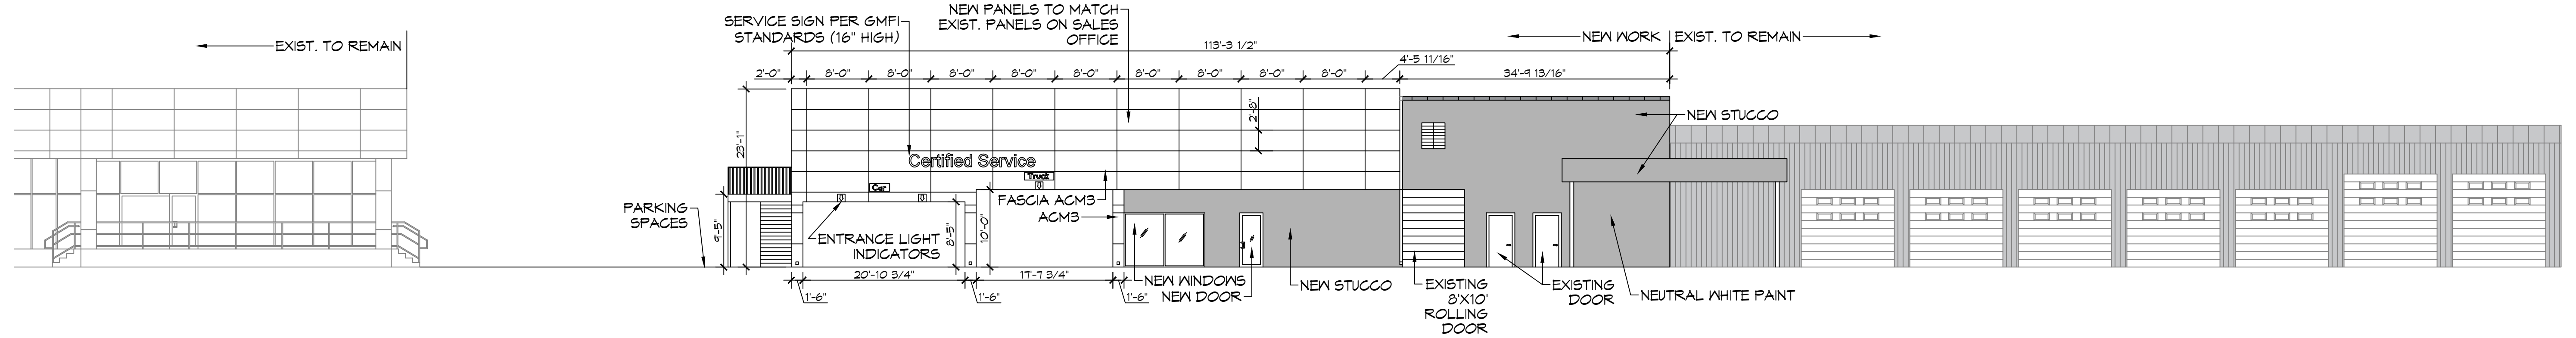 EXIST. TO REMAIN
SERVICE SIGN PER GMFI
STANDARDS (16" HIGH)
NEW PANELS TO MATCH
EXIST. PANELS ON SALES
OFFICE
113'-3 1/2"
NEW WORK
EXIST. TO REMAIN
2'-0"
8'-0"
8'-0"
8'-0"
8'-0"
8'-0"
8'-0"
8'-0"
8'-0"
8'-0"
4'-5 11/16"
34'-9 13/16"
23'-1"
2'-8"
NEW STUCCO
Certified Service
Car
Truck
FASCIA ACM3
ACM3
PARKING
SPACES
9'-5"
ENTRANCE LIGHT
INDICATORS
8'-5"
10'-0"
20'-10 3/4"
17'-7 3/4"
1'-6"
1'-6"
1'-6"
NEW WINDOWS
NEW DOOR
NEW STUCCO
EXISTING
8'X10'
ROLLING
DOOR
EXISTING
DOOR
NEUTRAL WHITE PAINT